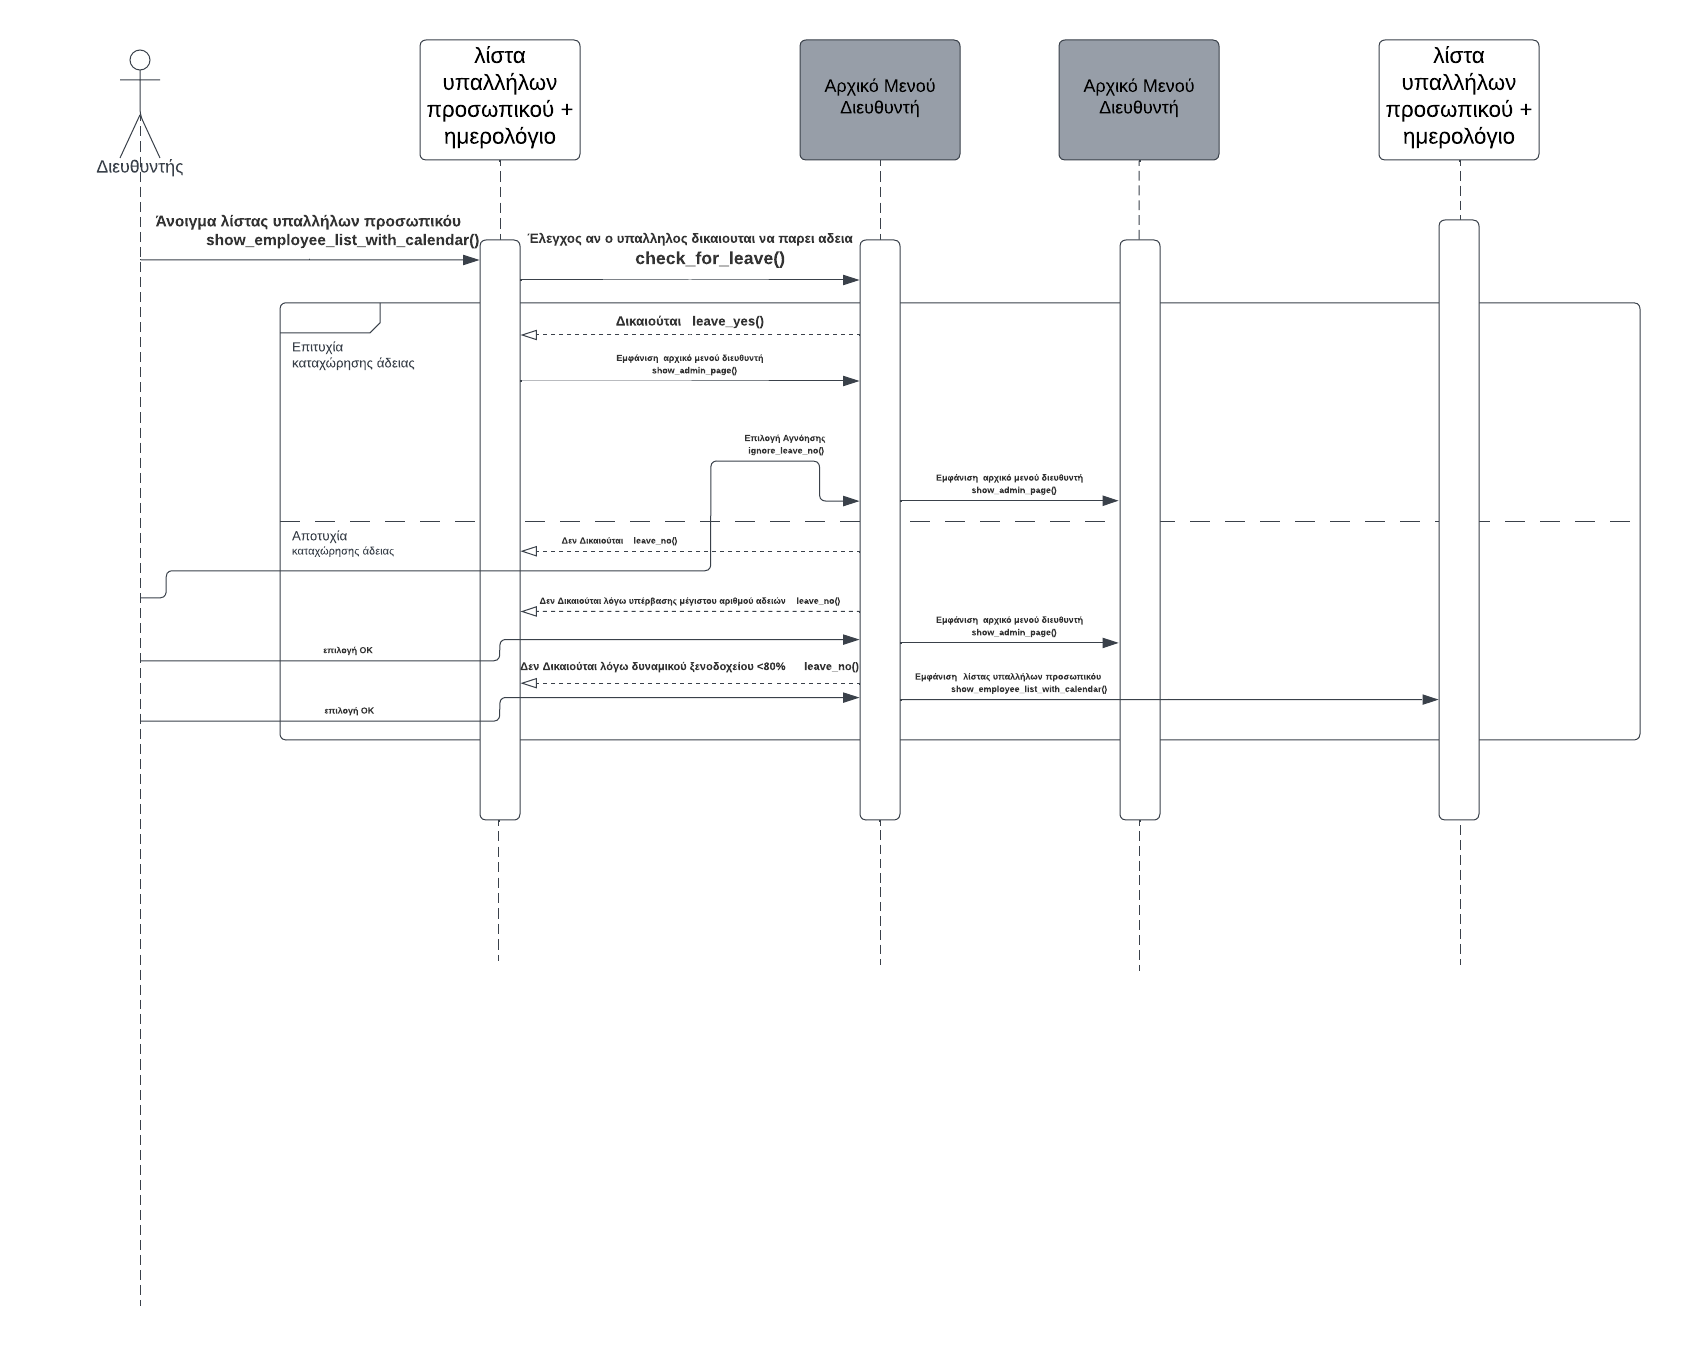 Διευθυντής
λίστα
υπαλλήλων
προσωπικού +
ημερολόγιο
Αρχικό Μενού
Διευθυντή
Αρχικό Μενού
Διευθυντή
λίστα
υπαλλήλων
προσωπικού +
ημερολόγιο
Άνοιγμα λίστας υπαλλήλων προσωπικόυ
show_employee_list_with_calendar()
Έλεγχος αν ο υπαλληλος δικαιουται να παρει αδεια
check_for_leave()
Επιτυχία
καταχώρησης άδειας
Δικαιούται leave_yes()
Εμφάνιση αρχικό μενού διευθυντή
show_admin_page()
Επιλογή Αγνόησης
ignore_leave_no()
Εμφάνιση αρχικό μενού διευθυντή
show_admin_page()
Αποτυχία
καταχώρησης άδειας
Δεν Δικαιούται leave_no()
Δεν Δικαιούται λόγω υπέρβασης μέγιστου αριθμού αδειών leave_no()
Εμφάνιση αρχικό μενού διευθυντή
show_admin_page()
επιλογή ΟΚ
Δεν Δικαιούται λόγω δυναμικού ξενοδοχείου <80% leave_no()
Εμφάνιση λίστας υπαλλήλων προσωπικού
show_employee_list_with_calendar()
επιλογή ΟΚ